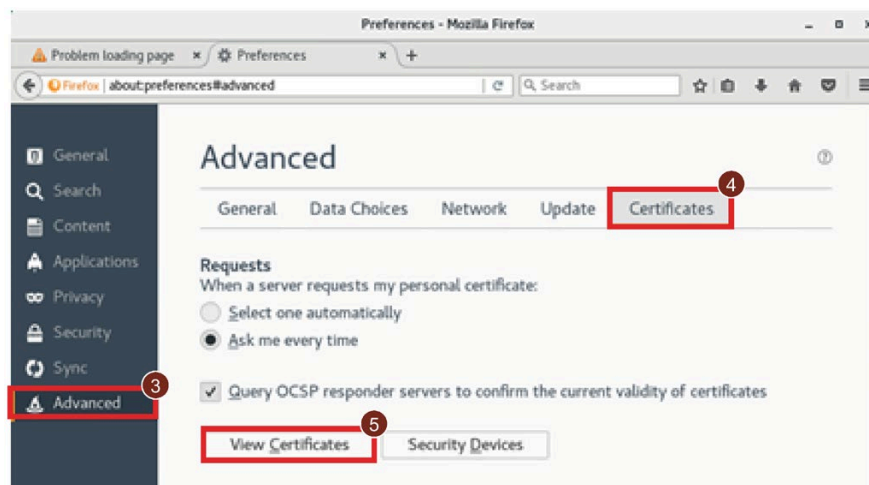 Preferences - Mozilla Firefox
Problem loading page
Preferences
Firefox about:preferences#advanced
Search
General
Search
Content
Applications
Privacy
Security
Sync
3
Advanced
Advanced
4
General Data Choices Network Update Certificates
Requests
When a server requests my personal certificate:
Select one automatically
Ask me every time
Query OCSP responder servers to confirm the current validity of certificates
5
View Certificates Security Devices